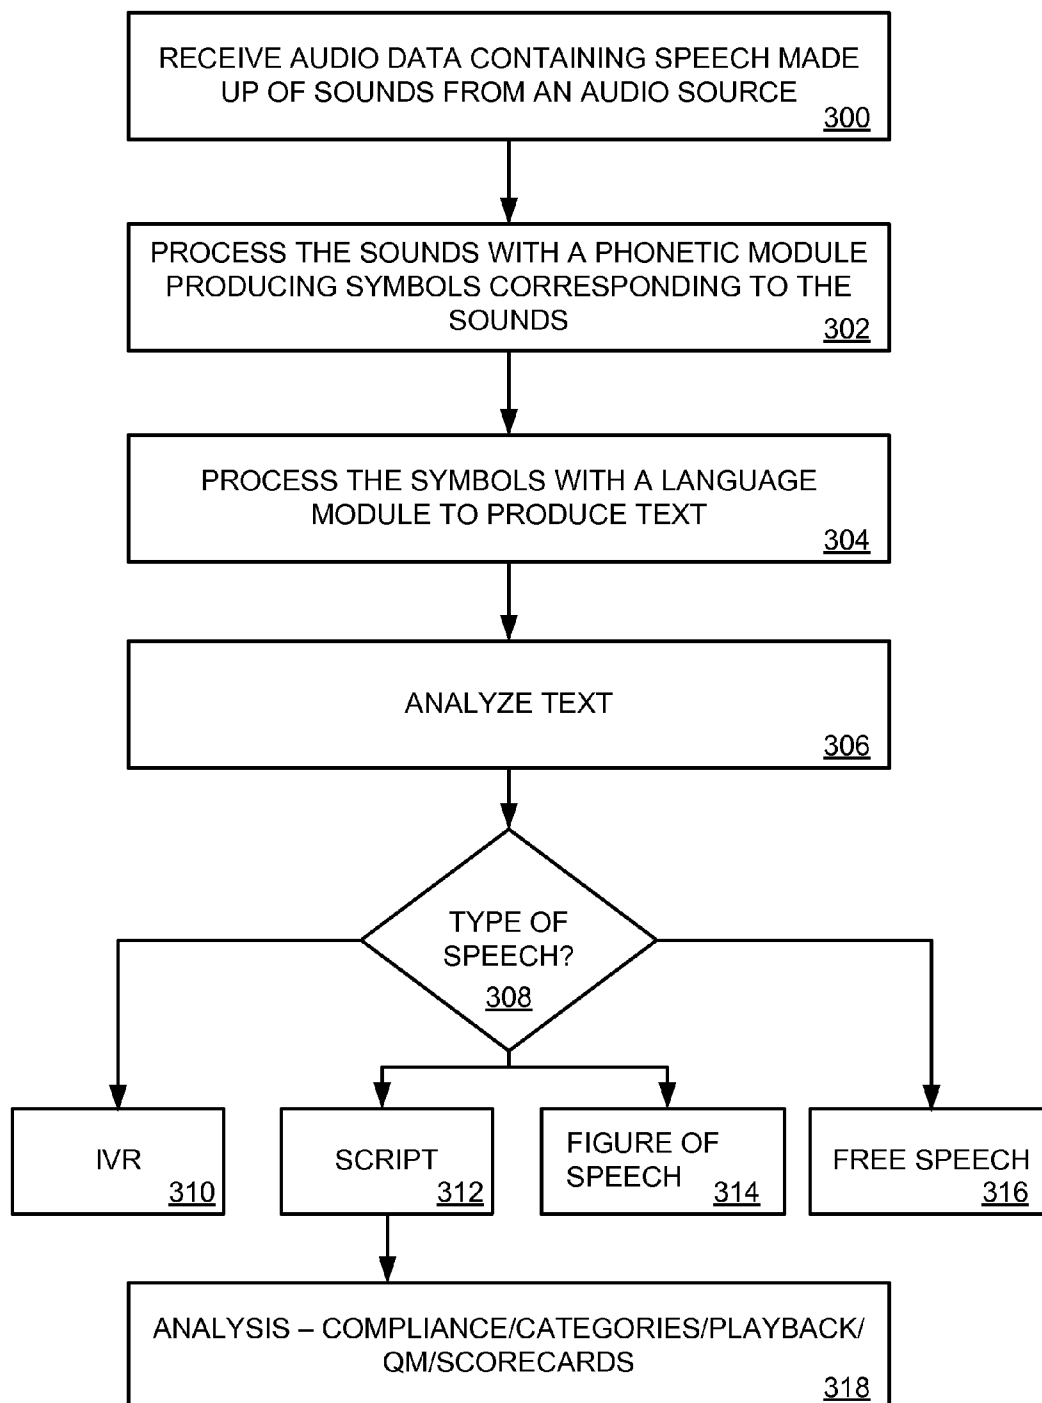 RECEIVE AUDIO DATA CONTAINING SPEECH MADE
UP OF SOUNDS FROM AN AUDIO SOURCE
300
PROCESS THE SOUNDS WITH A PHONETIC MODULE
PRODUCING SYMBOLS CORRESPONDING TO THE
SOUNDS
302
PROCESS THE SYMBOLS WITH A LANGUAGE
MODULE TO PRODUCE TEXT
304
ANALYZE TEXT
306
TYPE OF
SPEECH?
308
IVR
310
SCRIPT
312
FIGURE OF
SPEECH
314
FREE SPEECH
316
ANALYSIS – COMPLIANCE/CATEGORIES/PLAYBACK/
QM/SCORECARDS
318